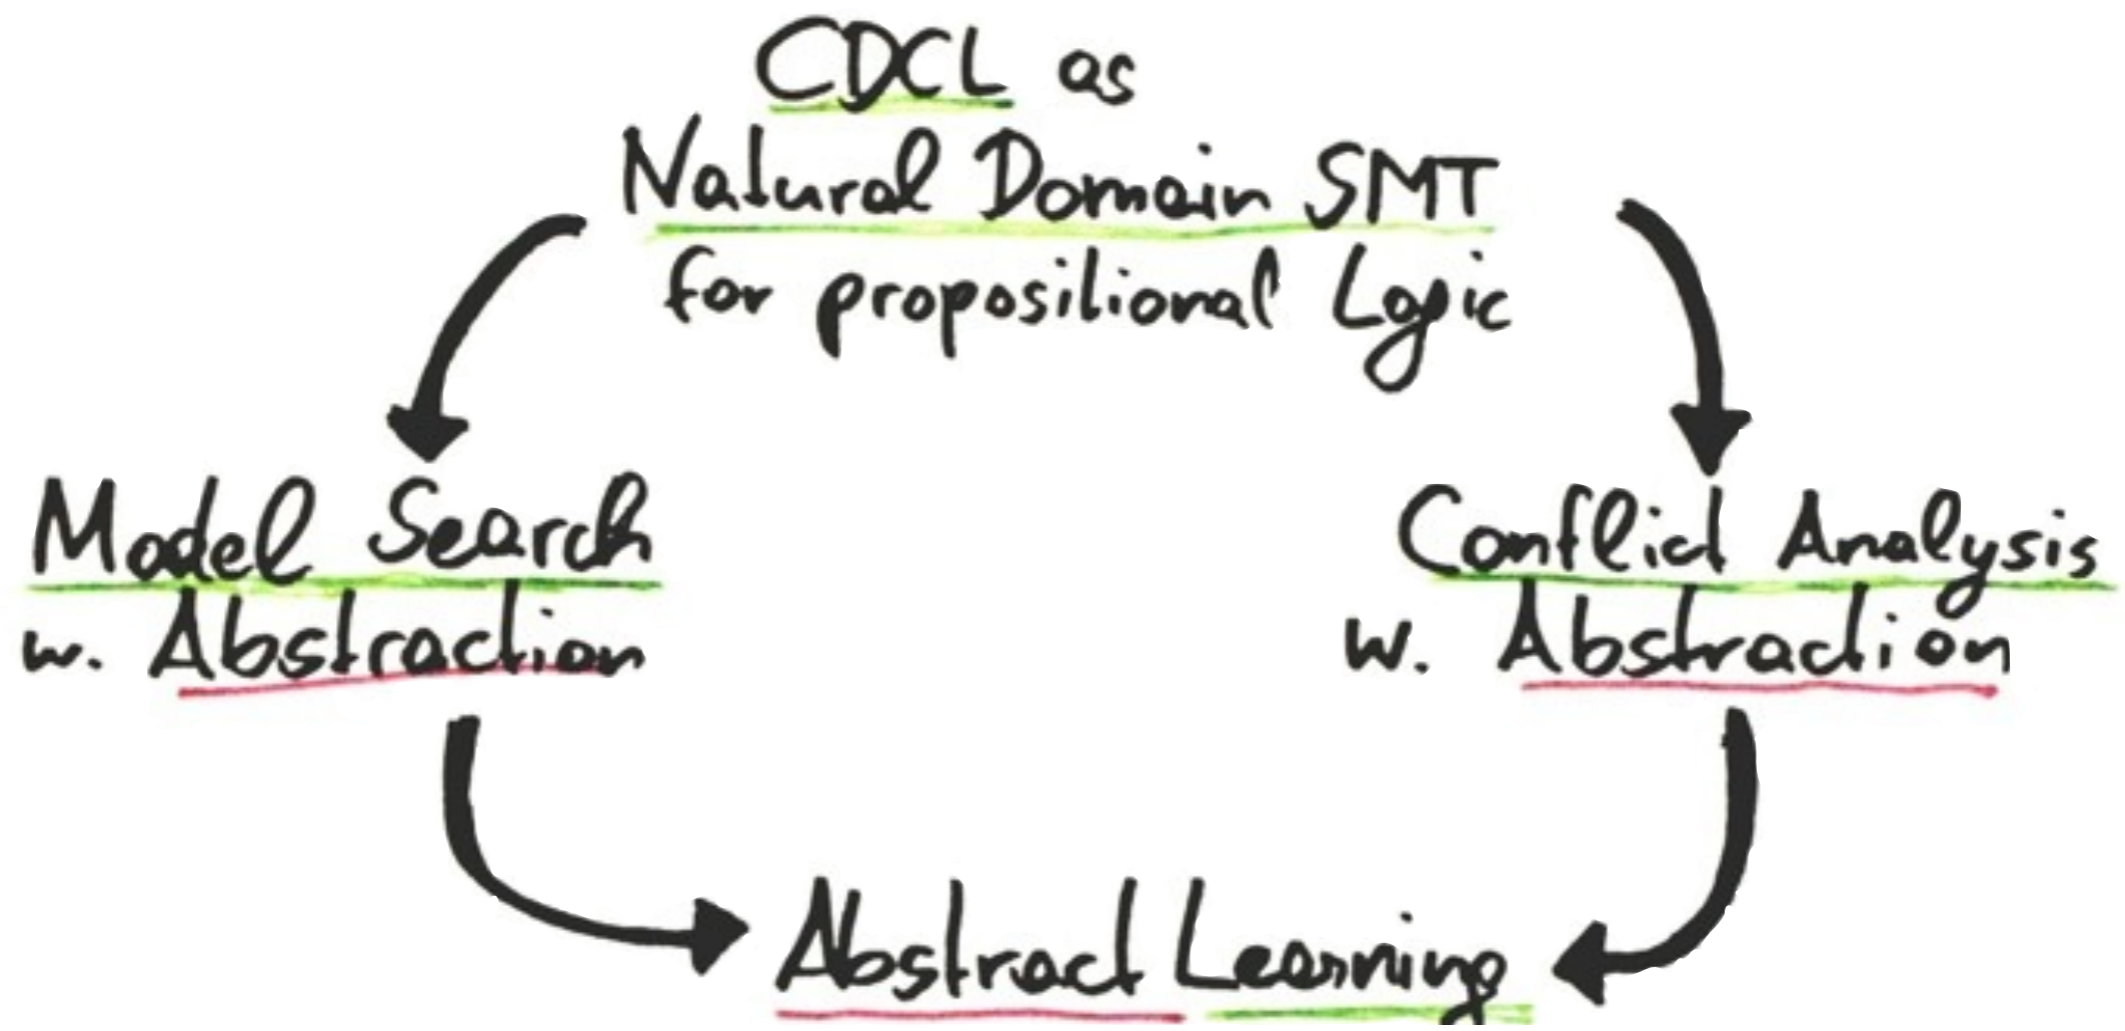 CDCL as
Natural Domain SMT
for propositional Logic
Model Search
w. Abstraction
Conflict Analysis
w. Abstraction
Abstract Learning